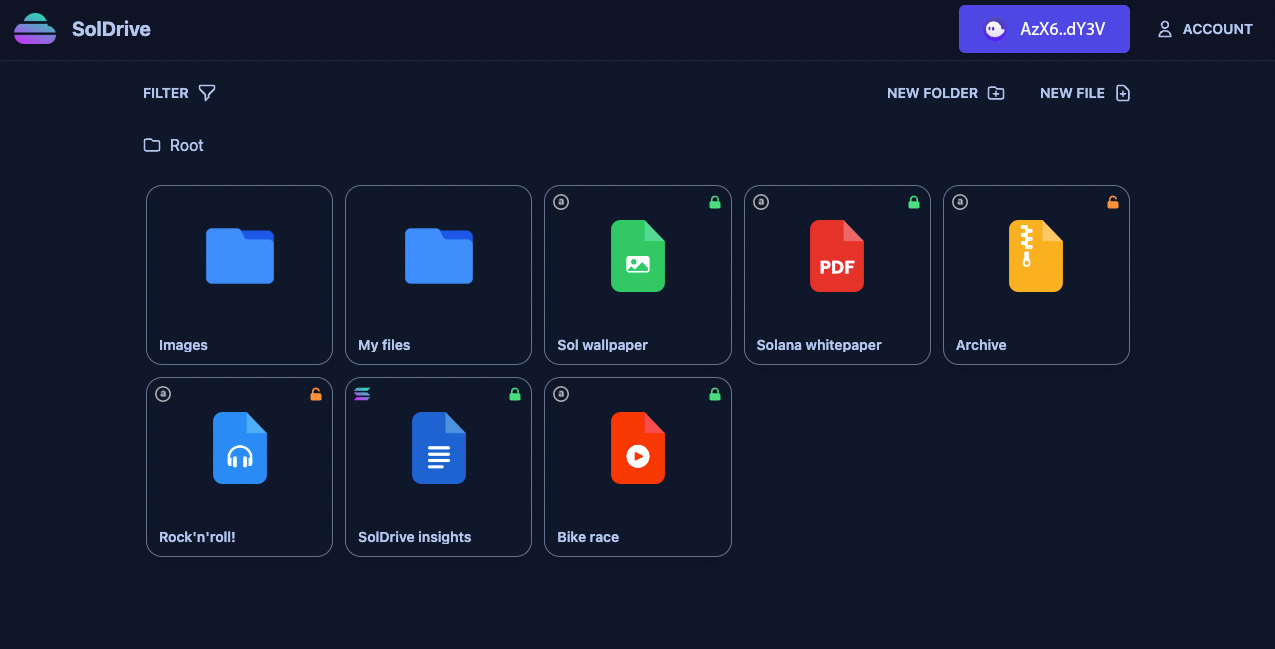 SolDrive
AzX6..dY3V
ACCOUNT
FILTER
NEW FOLDER
NEW FILE
Root
Images
My files
a
Sol wallpaper
a
PDF
Solana whitepaper
a
Archive
a
Rock'n'roll!
SolDrive insights
a
Bike race